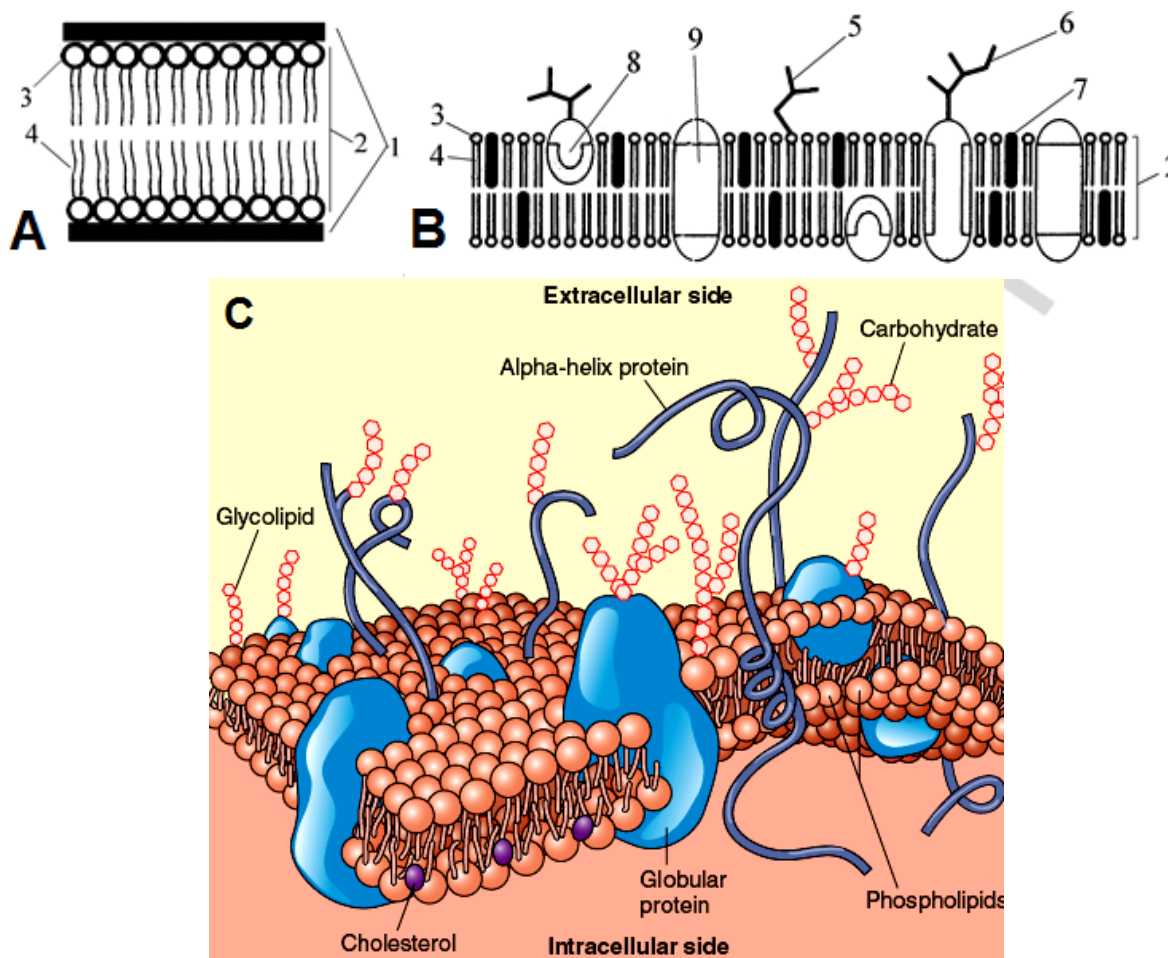 3
4
2
1
A
5
6
8
9
7
3
4
2
B
C
Extracellular side
Carbohydrate
Alpha-helix protein
Glycolipid
Globular
protein
Phospholipids
Cholesterol
Intracellular side